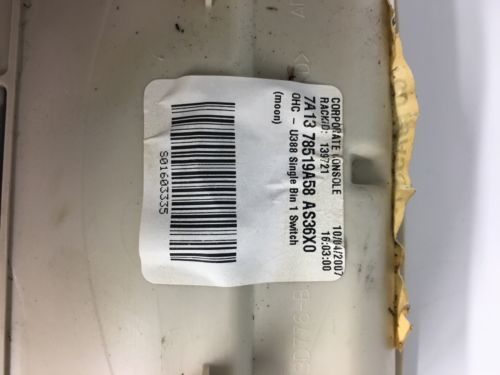 CORPORATE CONSOLE 10/04/2007
RACKID: 139721 16:03:00
7A13 78519A58 AS36X0
OHC - U388 Single Bin 1 Switch
(moon)
S01603335